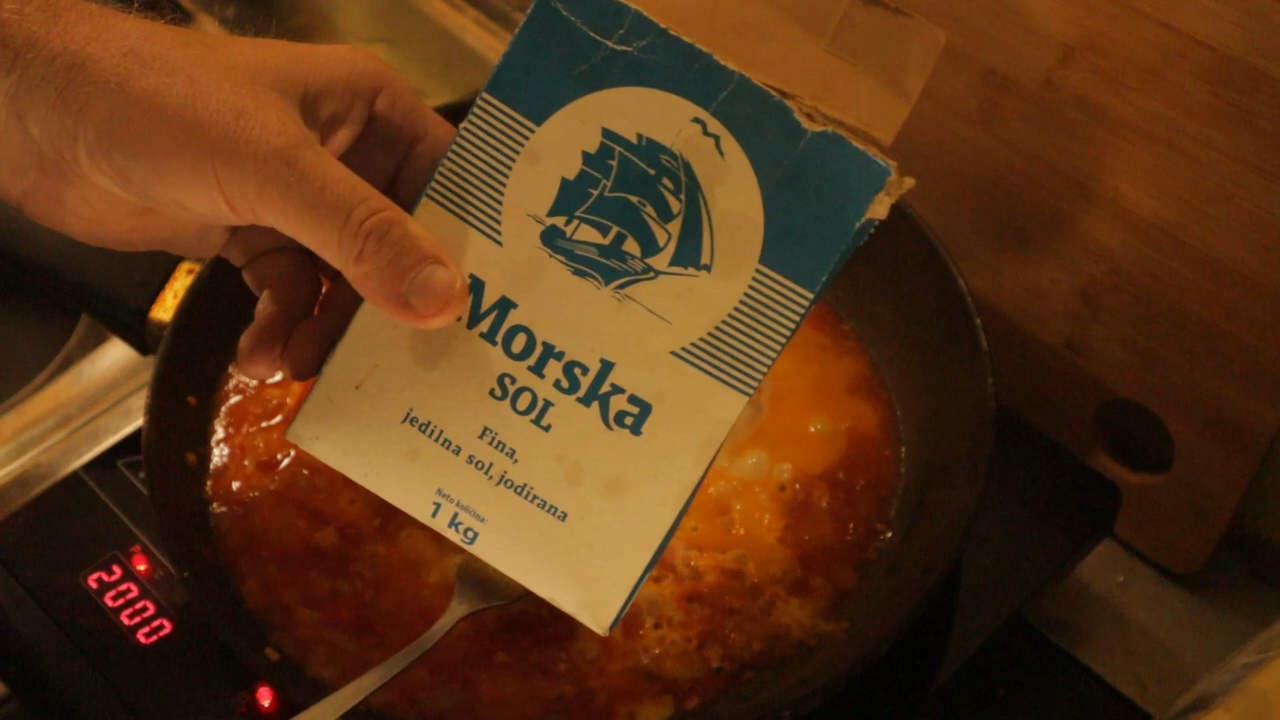 Morska
SOL
Fina,
jedilna sol, jodirana
Neto količina:
1 kg
2000